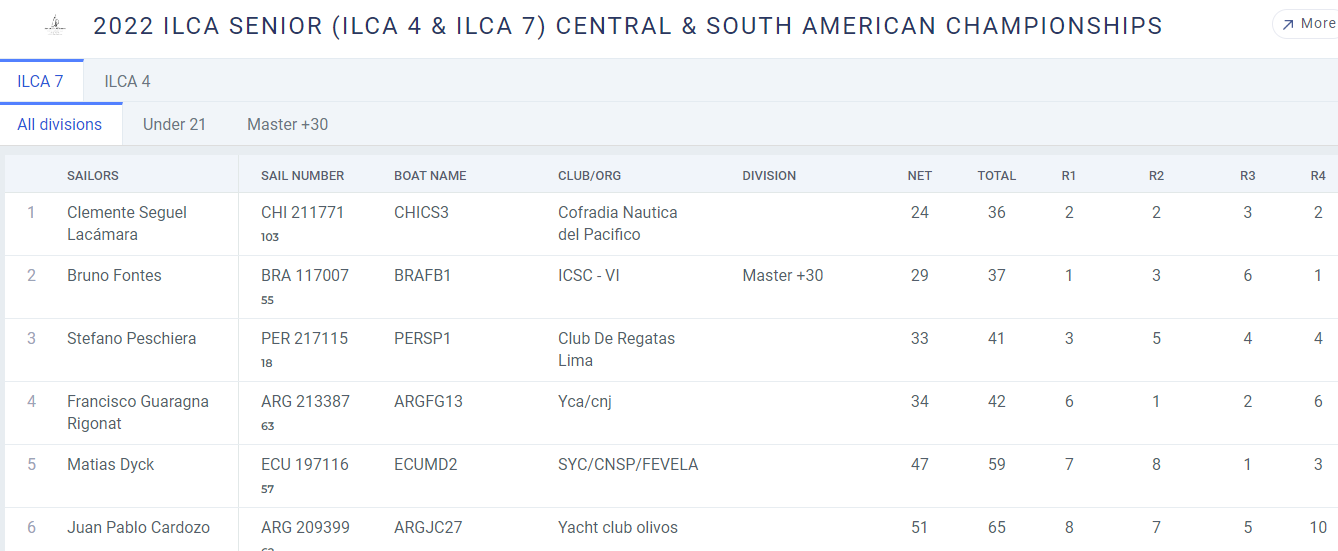 2022 ILCA SENIOR (ILCA 4 & ILCA 7) CENTRAL & SOUTH AMERICAN CHAMPIONSHIPS
More
ILCA 7 ILCA 4
All divisions Under 21 Master +30
SAILORS SAIL NUMBER BOAT NAME CLUB/ORG DIVISION NET TOTAL R1 R2 R3 R4
1 Clemente Seguel CHI 211771 CHICS3 Cofradia Nautica 24 36 2 2 3 2
Lacámara 103 del Pacifico
2 Bruno Fontes BRA 117007 BRAFB1 ICSC - VI Master +30 29 37 1 3 6 1
55
3 Stefano Peschiera PER 217115 PERSP1 Club De Regatas 33 41 3 5 4 4
18 Lima
4 Francisco Guaragna ARG 213387 ARGFG13 Yca/cnj 34 42 6 1 2 6
Rigonat 63
5 Matias Dyck ECU 197116 ECUMD2 SYC/CNSP/FEVELA 47 59 7 8 1 3
57
6 Juan Pablo Cardozo ARG 209399 ARGJC27 Yacht club olivos 51 65 8 7 5 10